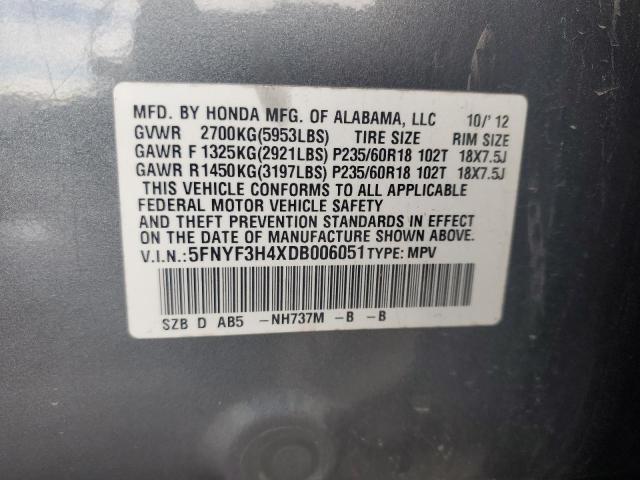 MFD. BY HONDA MFG. OF ALABAMA, LLC 10/'12
GVWR 2700KG(5953LBS) TIRE SIZE RIM SIZE
GAWR F 1325KG(2921LBS) P235/60R18 102T 18X7.5J
GAWR R1450KG(3197LBS) P235/60R18 102T 18X7.5J
THIS VEHICLE CONFORMS TO ALL APPLICABLE
FEDERAL MOTOR VEHICLE SAFETY
AND THEFT PREVENTION STANDARDS IN EFFECT
ON THE DATE OF MANUFACTURE SHOWN ABOVE.
V.I.N.:5FNYF3H4XDB006051 TYPE: MPV
SZB D AB5 -NH737M -B -B